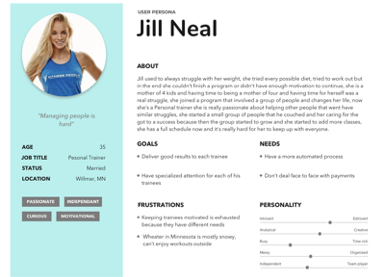 USER PERSONA
Jill Neal
"Managing people is
hard"
AGE 35
JOB TITLE Pesonal Trainer
STATUS Married
LOCATION Willmar, MN
PASSIONATE INDEPENDENT
CURIOUS MOTIVATIONAL
ABOUT
Jill used to always struggle with her weight, she tried every possible diet, tried to work out but
in the end she couldn't finish a program or didn't have enough motivation to continue, she is a
mother of 4 kids and having time to being a mother of four and having time for herself was a
real struggle, she joined a program that involved a group of people and changes her life, now
she's a Personal trainer she is really passionate about helping other people that went have
similar struggles, she started a small group of people that he couched and her caring for the
got to a success because then the group started to grow and she started to add more classes,
she has a full schedule now and it's really hard for her to keep up with everyone.
GOALS
Deliver good results to each trainee
Have specialized attention for each of his
trainees
NEEDS
Have a more automated process
Don't deal face to face with payments
FRUSTRATIONS
Keeping trainees motivated is exhausted
because they have different needs
Wheater in Minnesota is mostly snowy,
can't enjoy workouts outside
PERSONALITY
Introvert Extrovert
Analytical Creative
Busy Time rich
Messy Organized
Independent Team player